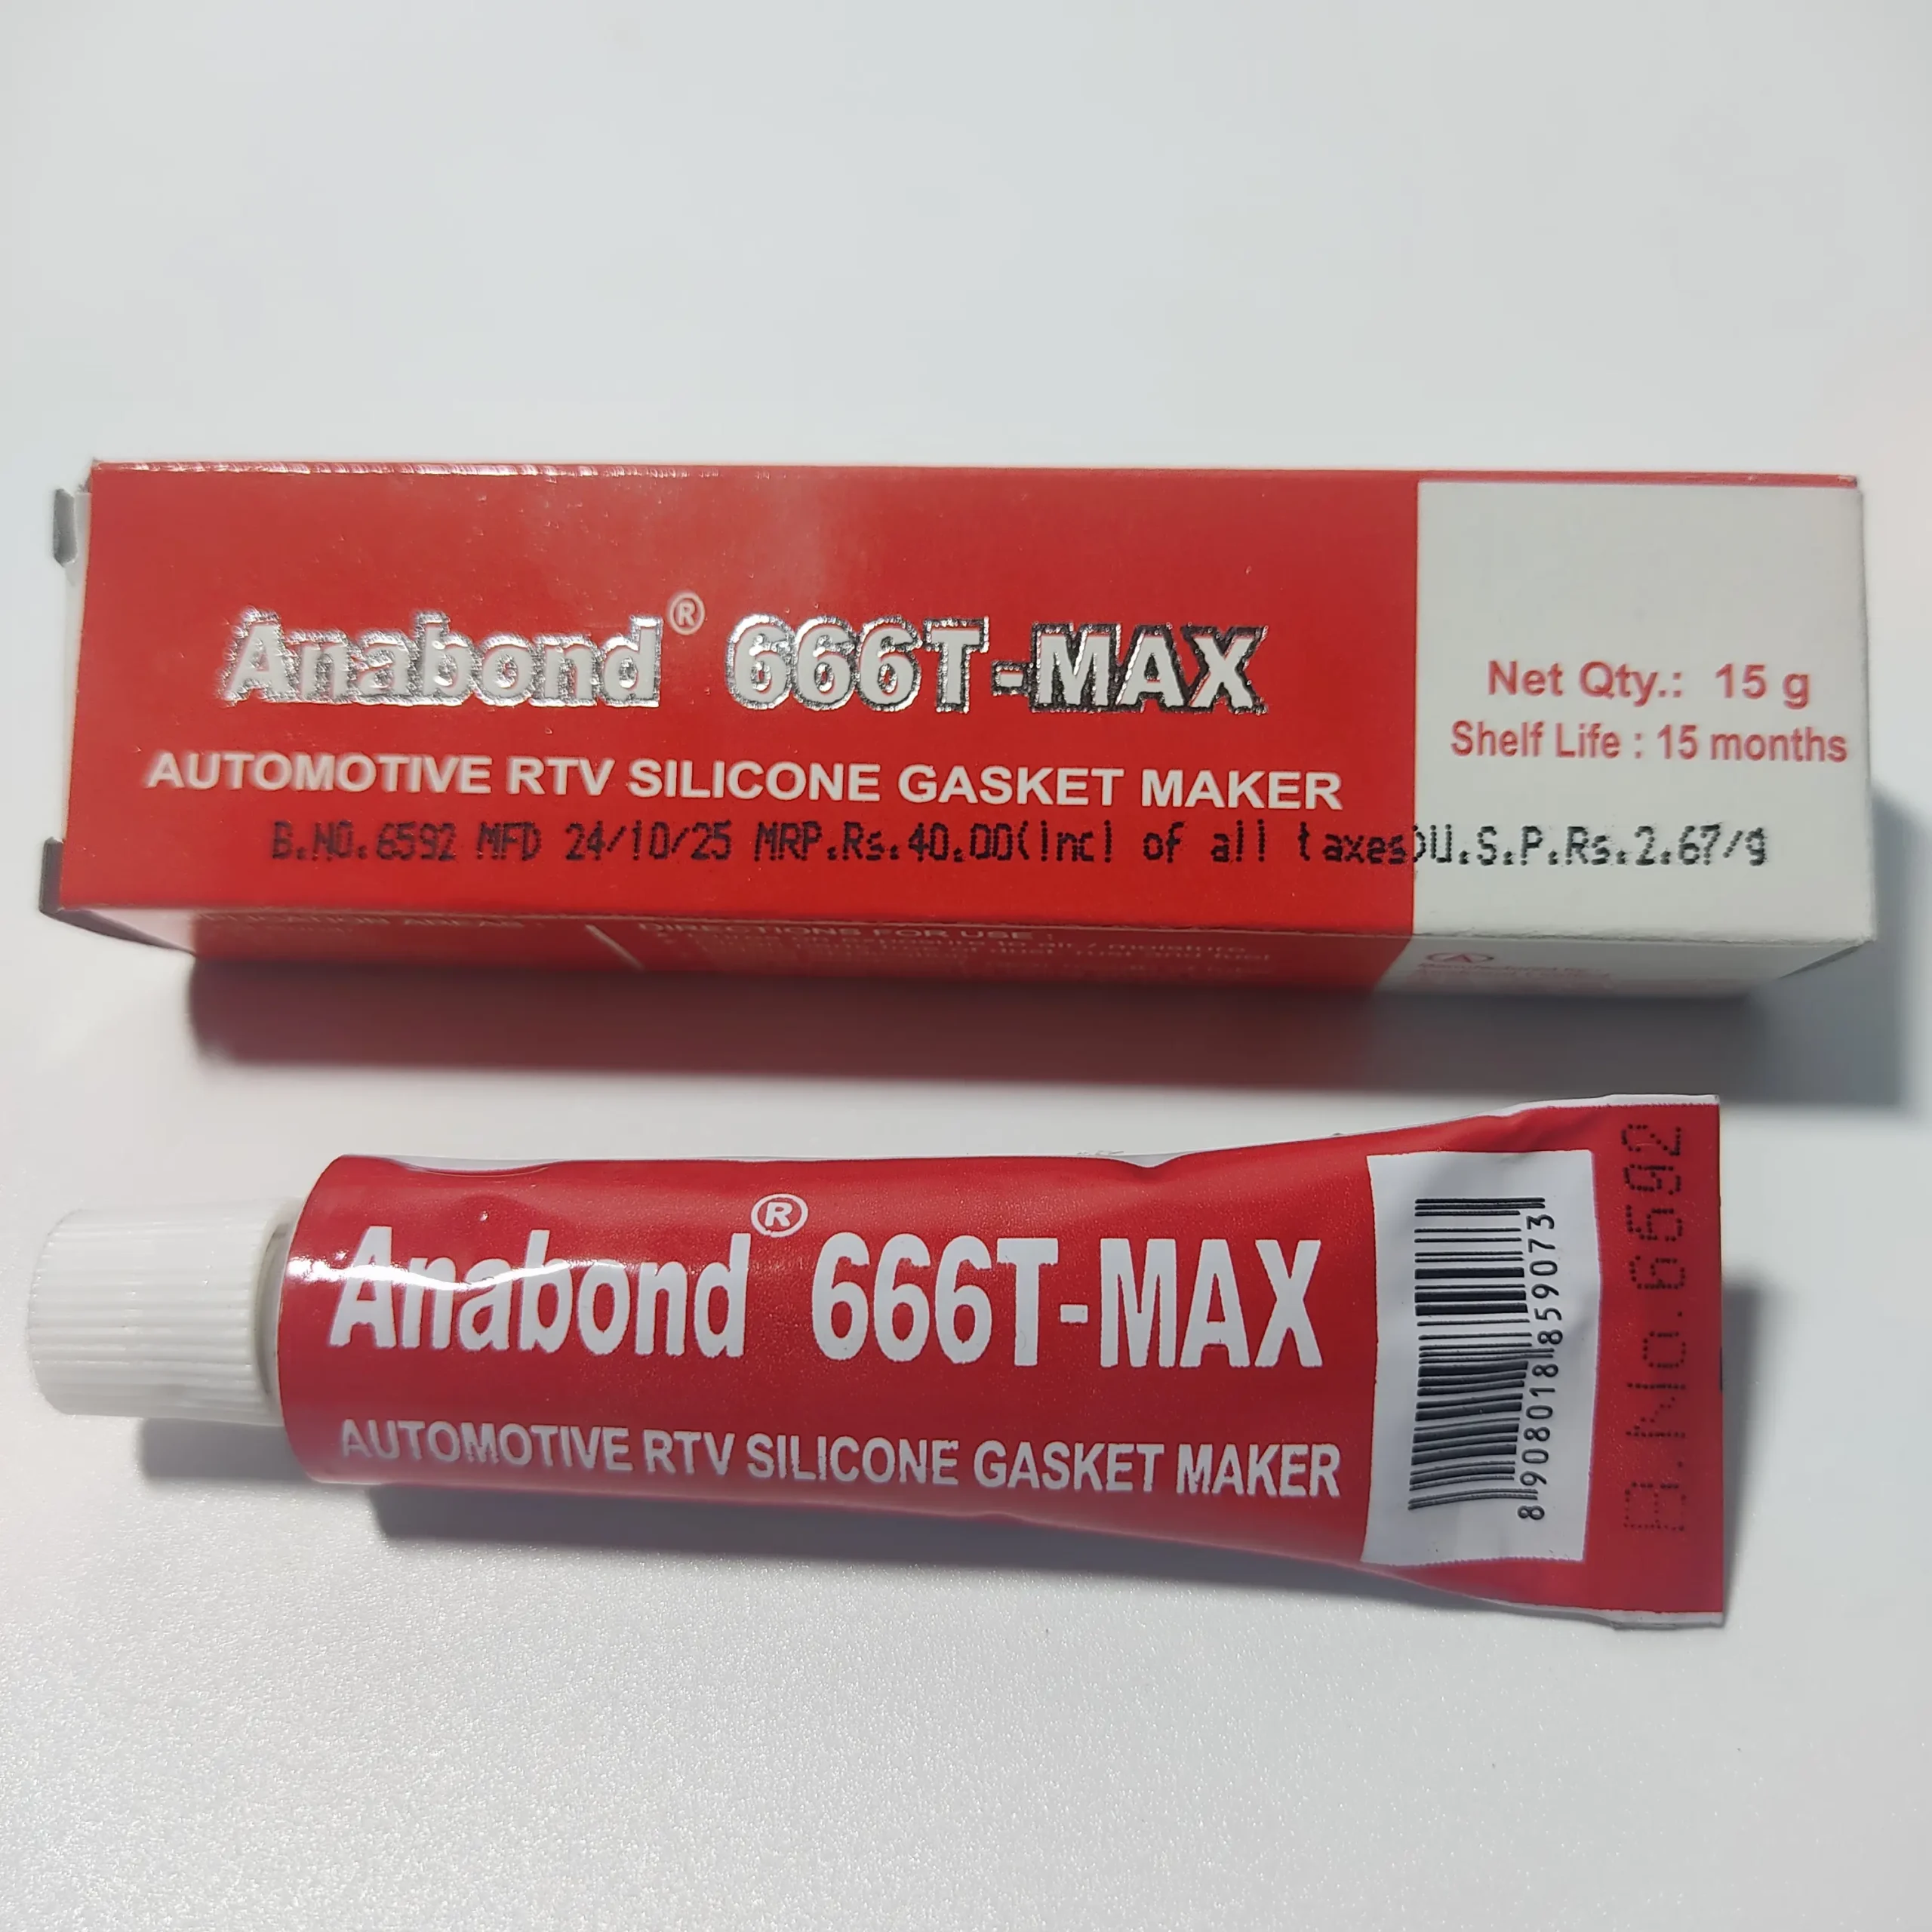 Anabond® 666T-MAX
AUTOMOTIVE RTV SILICONE GASKET MAKER
B.NO.6592 MFD 24/10/25 MRP.Rs.40.00(Incl of all taxes)U.S.P.Rs.2.67/g
Net Qty.: 15 g
Shelf Life : 15 months
DIRECTIONS FOR USE :
Anabond® 666T-MAX
AUTOMOTIVE RTV SILICONE GASKET MAKER
8908018859073
B.No.6592